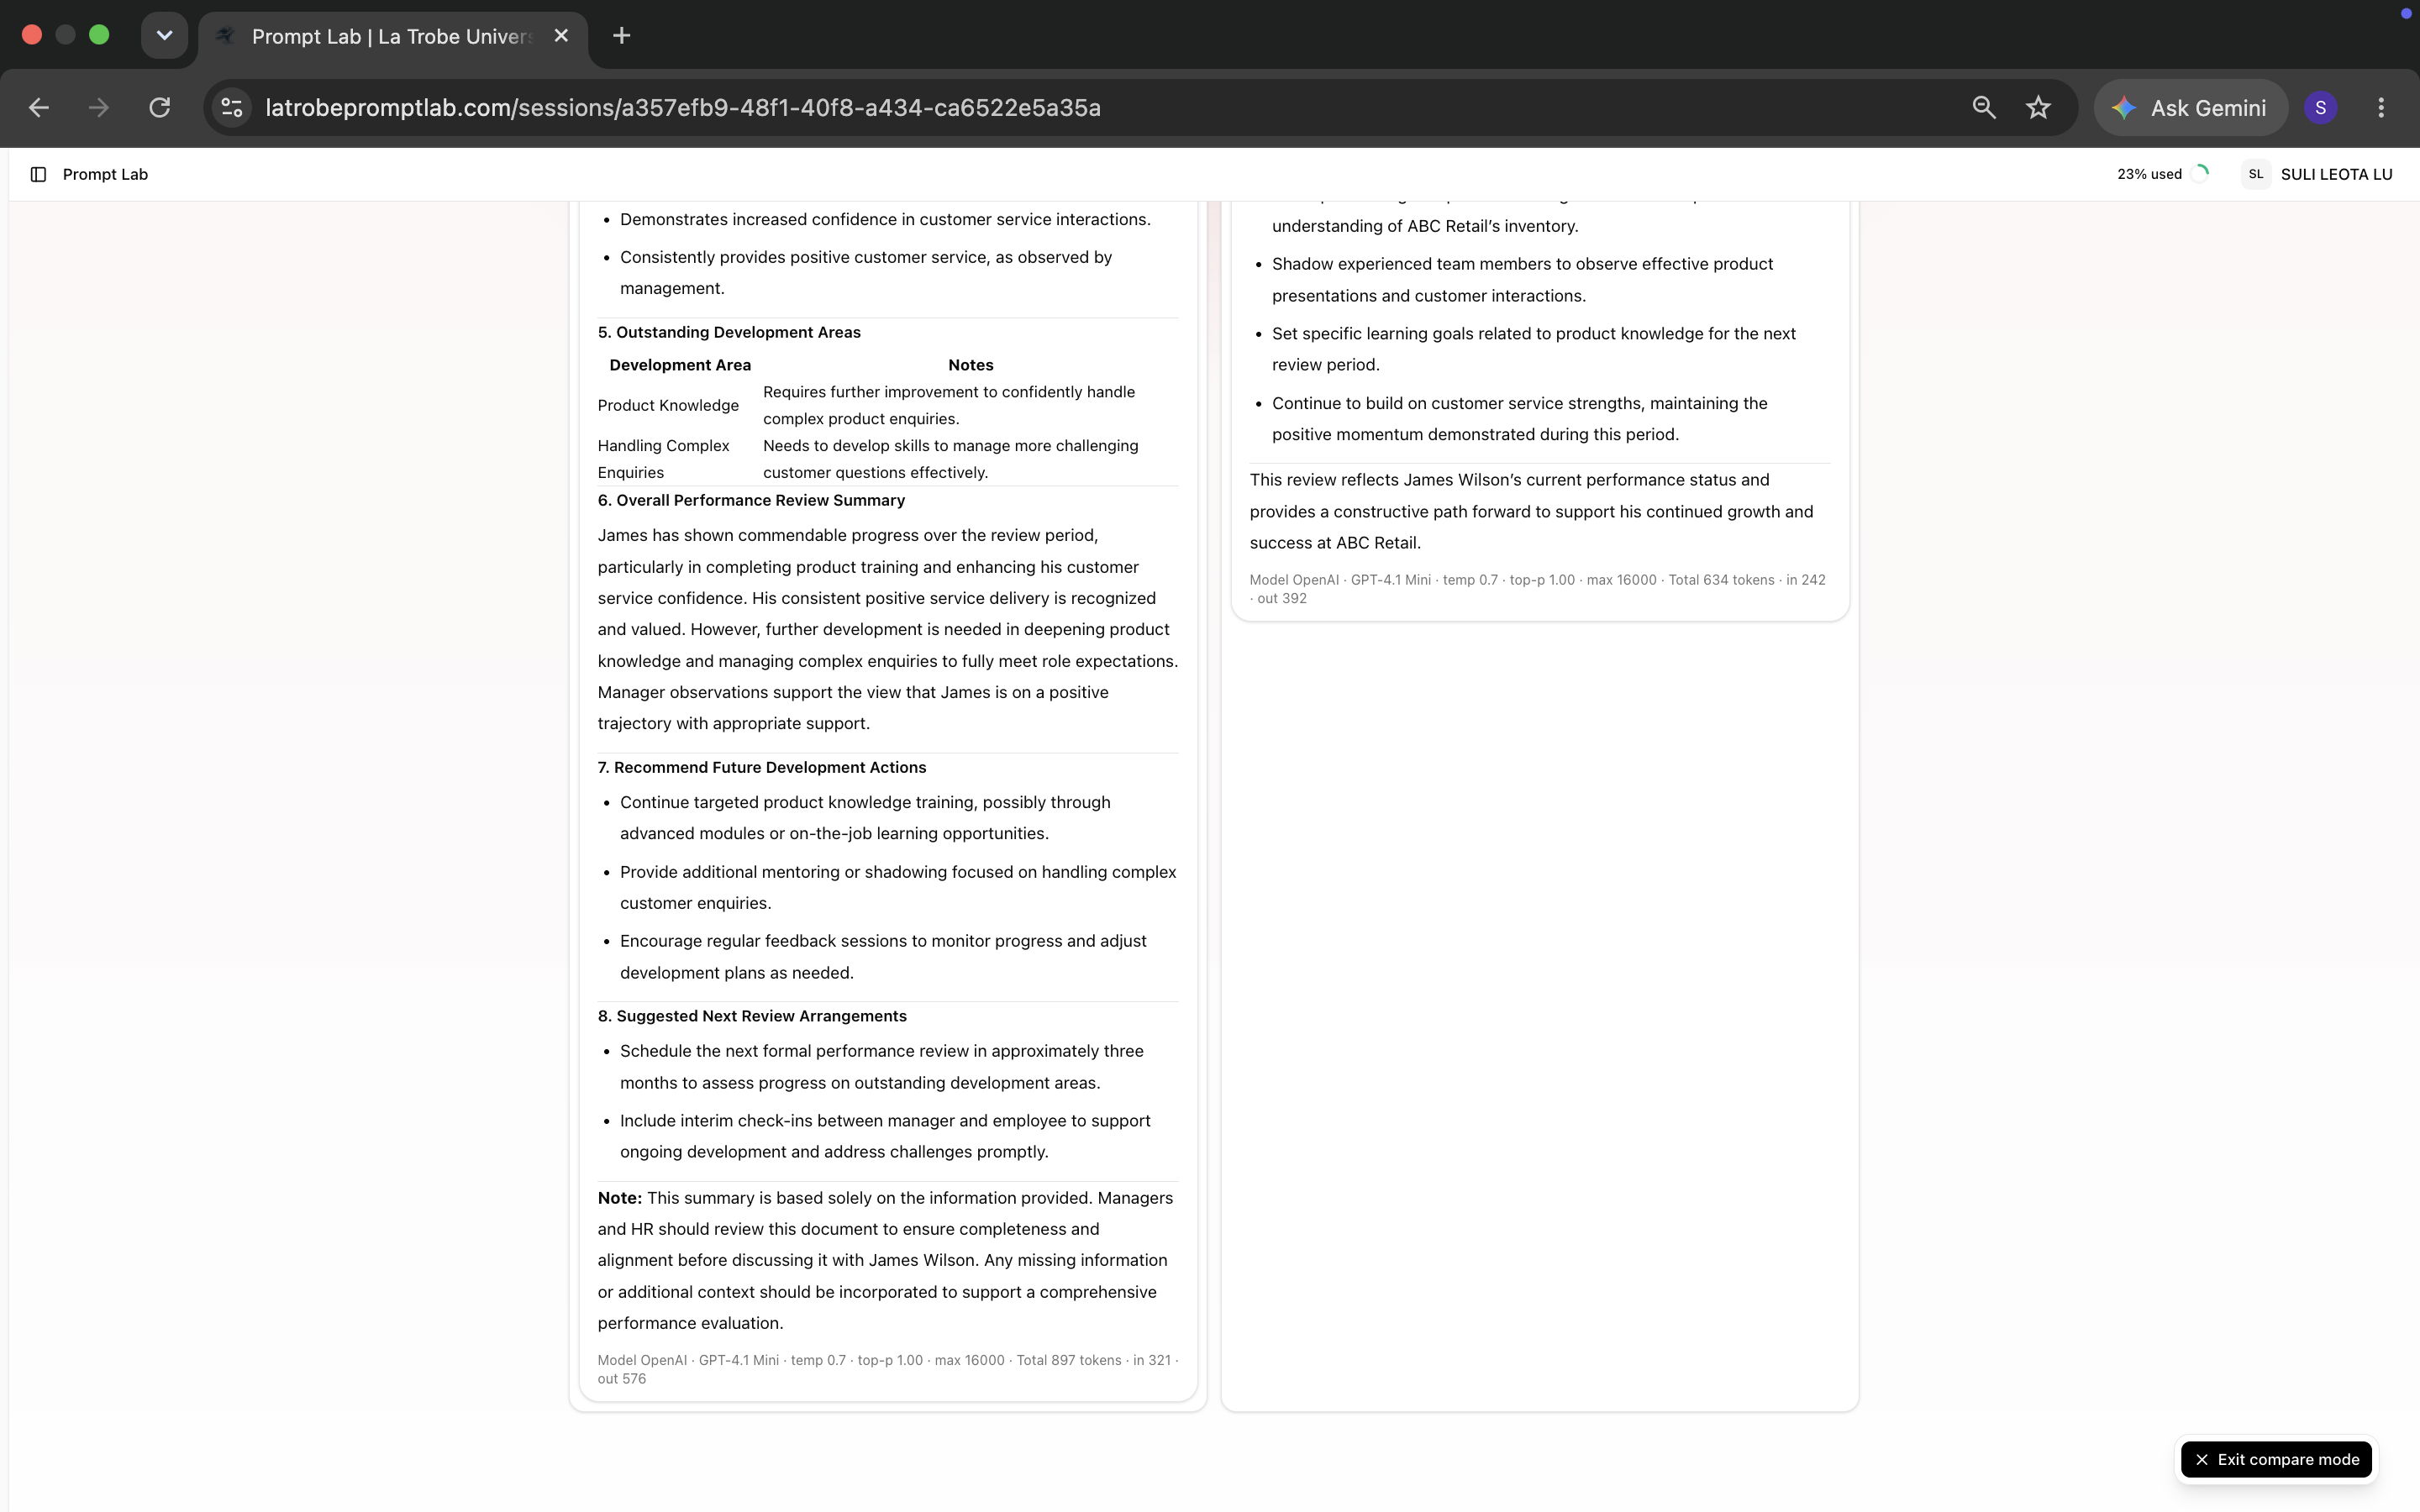 Prompt Lab | La Trobe Univers
latrobepromptlab.com/sessions/a357efb9-48f1-40f8-a434-ca6522e5a35a
Ask Gemini
S
Prompt Lab
23% used
SL
SULI LEOTA LU
• Demonstrates increased confidence in customer service interactions.
• Consistently provides positive customer service, as observed by
management.
5. Outstanding Development Areas
Development Area Notes
Product Knowledge
Requires further improvement to confidently handle
complex product enquiries.
Handling Complex
Enquiries
Needs to develop skills to manage more challenging
customer questions effectively.
6. Overall Performance Review Summary
James has shown commendable progress over the review period,
particularly in completing product training and enhancing his customer
service confidence. His consistent positive service delivery is recognized
and valued. However, further development is needed in deepening product
knowledge and managing complex enquiries to fully meet role expectations.
Manager observations support the view that James is on a positive
trajectory with appropriate support.
7. Recommend Future Development Actions
• Continue targeted product knowledge training, possibly through
advanced modules or on-the-job learning opportunities.
• Provide additional mentoring or shadowing focused on handling complex
customer enquiries.
• Encourage regular feedback sessions to monitor progress and adjust
development plans as needed.
8. Suggested Next Review Arrangements
• Schedule the next formal performance review in approximately three
months to assess progress on outstanding development areas.
• Include interim check-ins between manager and employee to support
ongoing development and address challenges promptly.
Note: This summary is based solely on the information provided. Managers
and HR should review this document to ensure completeness and
alignment before discussing it with James Wilson. Any missing information
or additional context should be incorporated to support a comprehensive
performance evaluation.
Model OpenAI · GPT-4.1 Mini · temp 0.7 · top-p 1.00 · max 16000 · Total 897 tokens · in 321 ·
out 576
understanding of ABC Retail’s inventory.
• Shadow experienced team members to observe effective product
presentations and customer interactions.
• Set specific learning goals related to product knowledge for the next
review period.
• Continue to build on customer service strengths, maintaining the
positive momentum demonstrated during this period.
This review reflects James Wilson’s current performance status and
provides a constructive path forward to support his continued growth and
success at ABC Retail.
Model OpenAI · GPT-4.1 Mini · temp 0.7 · top-p 1.00 · max 16000 · Total 634 tokens · in 242
· out 392
Exit compare mode